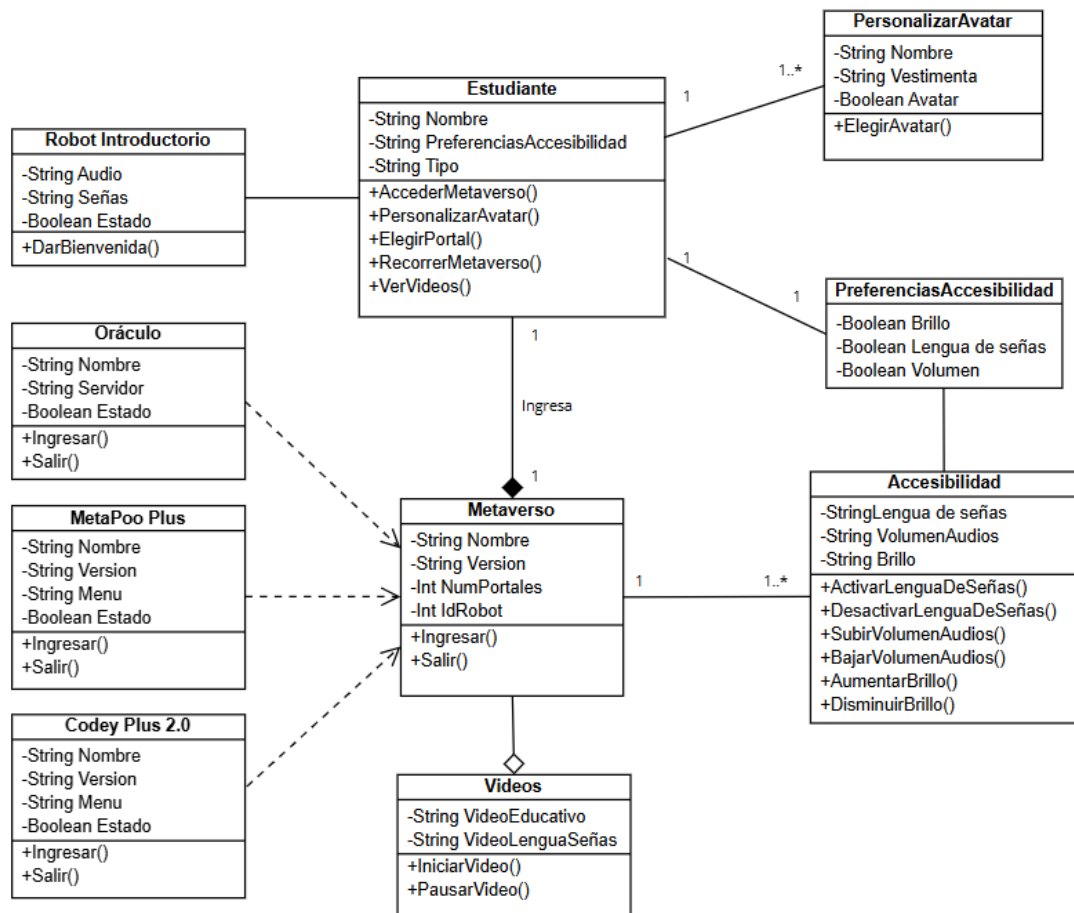 PersonalizarAvatar
-String Nombre
-String Vestimenta
-Boolean Avatar
+ElegirAvatar()
1..*
1
Estudiante
-String Nombre
-String PreferenciasAccesibilidad
-String Tipo
+AccederMetaverso()
+PersonalizarAvatar()
+ElegirPortal()
+RecorrerMetaverso()
+VerVideos()
Robot Introductorio
-String Audio
-String Señas
-Boolean Estado
+DarBienvenida()
1
1
PreferenciasAccesibilidad
-Boolean Brillo
-Boolean Lengua de señas
-Boolean Volumen
Oráculo
-String Nombre
-String Servidor
-Boolean Estado
+Ingresar()
+Salir()
1
Ingresa
1
MetaPoo Plus
-String Nombre
-String Version
-String Menu
-Boolean Estado
+Ingresar()
+Salir()
Metaverso
-String Nombre
-String Version
-Int NumPortales
-Int IdRobot
+Ingresar()
+Salir()
1
1..*
Accesibilidad
-StringLengua de señas
-String VolumenAudios
-String Brillo
+ActivarLenguaDeSeñas()
+DesactivarLenguaDeSeñas()
+SubirVolumenAudios()
+BajarVolumenAudios()
+AumentarBrillo()
+DisminuirBrillo()
Codey Plus 2.0
-String Nombre
-String Version
-String Menu
-Boolean Estado
+Ingresar()
+Salir()
Videos
-String VideoEducativo
-String VideoLenguaSeñas
+IniciarVideo()
+PausarVideo()